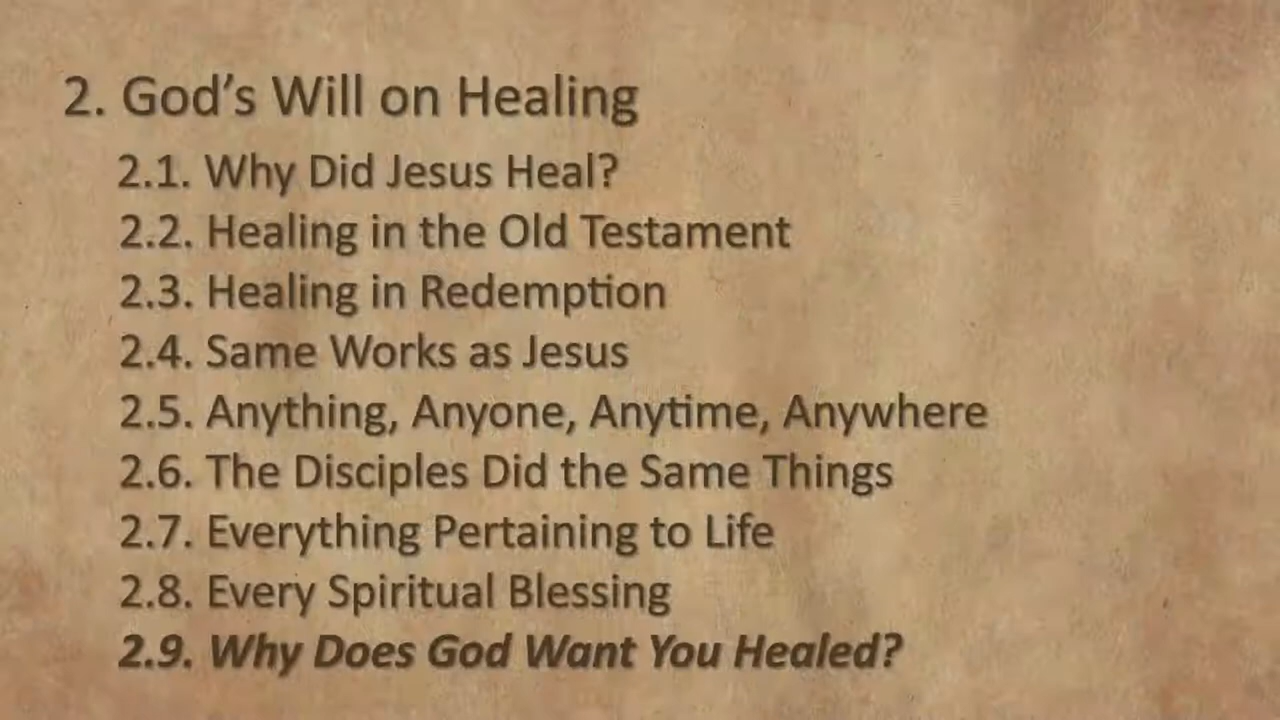 2. God’s Will on Healing
2.1. Why Did Jesus Heal?
2.2. Healing in the Old Testament
2.3. Healing in Redemption
2.4. Same Works as Jesus
2.5. Anything, Anyone, Anytime, Anywhere
2.6. The Disciples Did the Same Things
2.7. Everything Pertaining to Life
2.8. Every Spiritual Blessing
2.9. Why Does God Want You Healed?